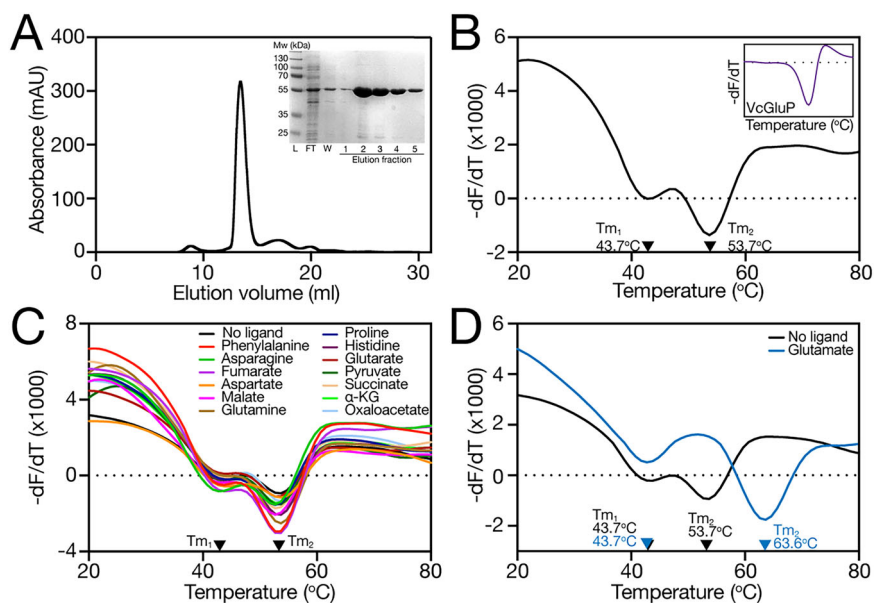 A
Absorbance (mAU)
400
300
200
100
0
0
10
20
30
Elution volume (ml)
Mw (kDa)
130
100
70
55
35
25
L FT W 1 2 3 4 5
Elution fraction
B
-dF/dT (x1000)
6
4
2
0
-2
20
40
60
80
Temperature (°C)
Tm1
43.7°C
Tm2
53.7°C
-dF/dT
VcGluP
Temperature (°C)
C
-dF/dT (x1000)
8
4
0
-4
20
40
60
80
Temperature (°C)
No ligand
Phenylalanine
Asparagine
Fumarate
Aspartate
Malate
Glutamine
Proline
Histidine
Glutarate
Pyruvate
Succinate
α-KG
Oxaloacetate
Tm1
Tm2
D
-dF/dT (x1000)
6
4
2
0
-2
20
40
60
80
Temperature (°C)
No ligand
Glutamate
Tm1
43.7°C
43.7°C
Tm2
53.7°C
Tm2
63.6°C